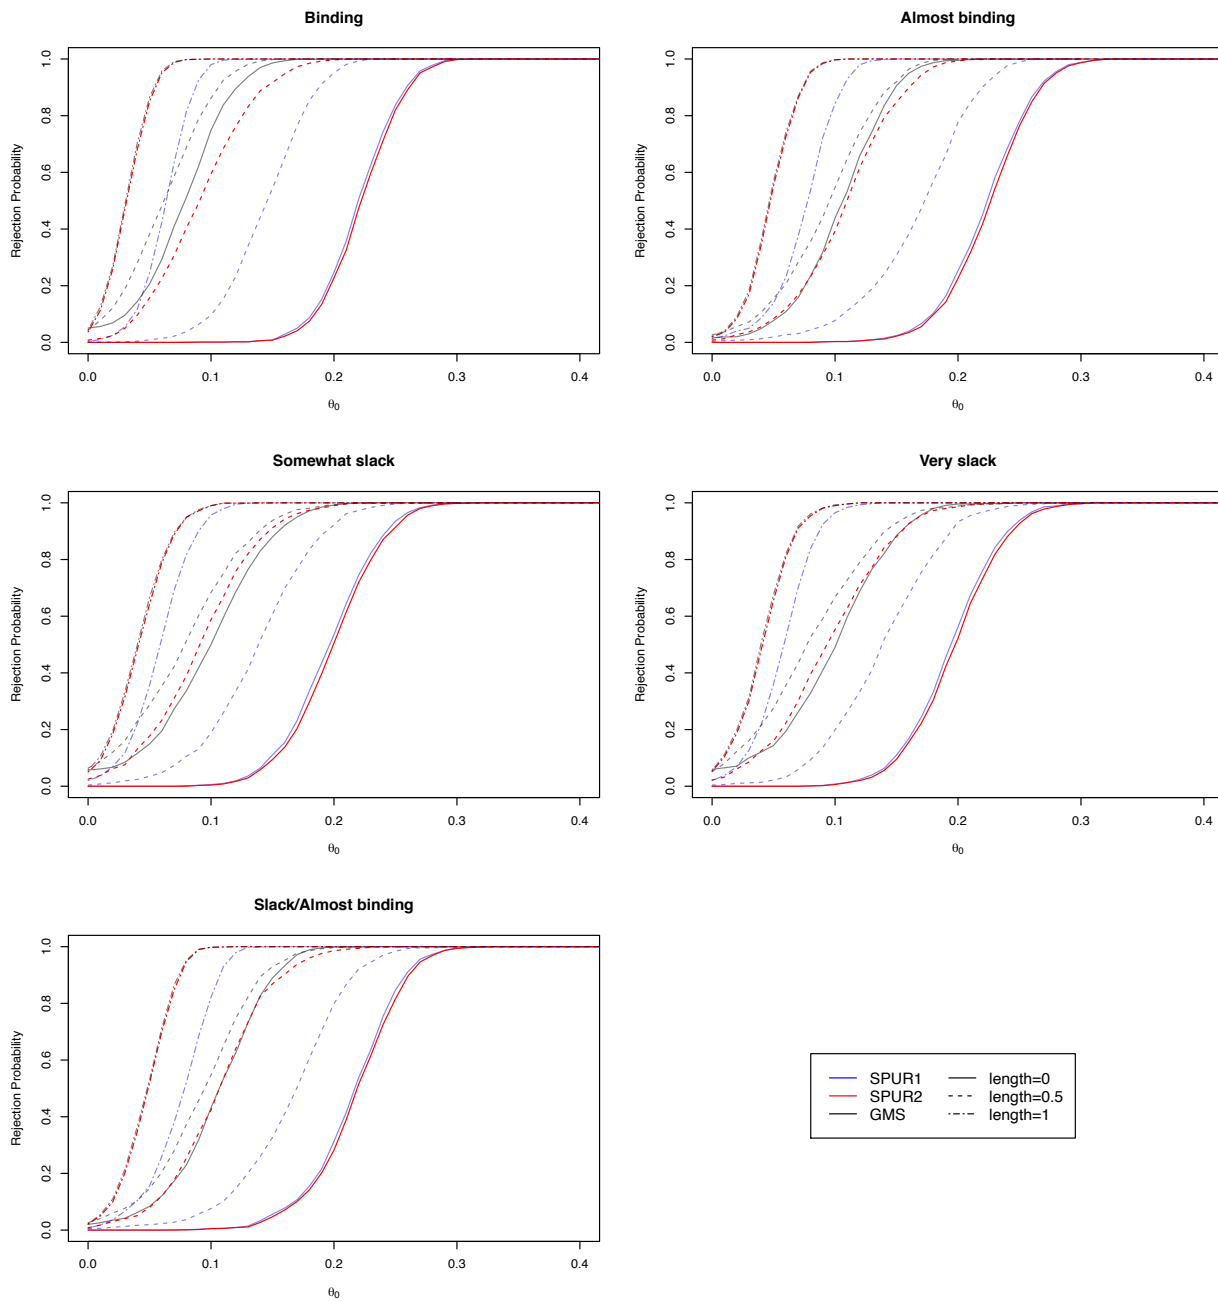 Binding
Rejection Probability
0.0 0.2 0.4 0.6 0.8 1.0
0.0 0.1 0.2 0.3 0.4
θ0
Almost binding
Rejection Probability
0.0 0.2 0.4 0.6 0.8 1.0
0.0 0.1 0.2 0.3 0.4
θ0
Somewhat slack
Rejection Probability
0.0 0.2 0.4 0.6 0.8 1.0
0.0 0.1 0.2 0.3 0.4
θ0
Very slack
Rejection Probability
0.0 0.2 0.4 0.6 0.8 1.0
0.0 0.1 0.2 0.3 0.4
θ0
Slack/Almost binding
Rejection Probability
0.0 0.2 0.4 0.6 0.8 1.0
0.0 0.1 0.2 0.3 0.4
θ0
SPUR1 length=0
SPUR2 length=0.5
GMS length=1